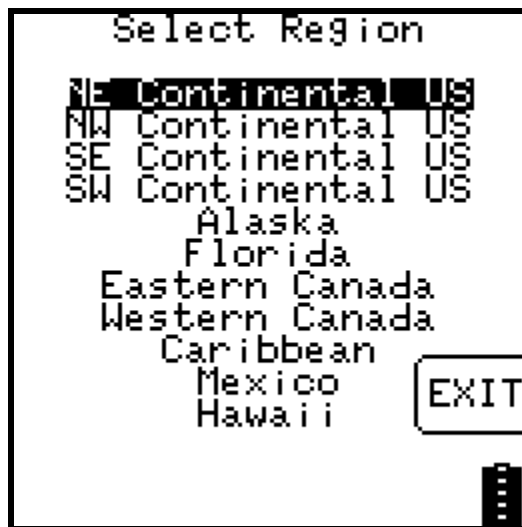 Select Region
NE Continental US
NW Continental US
SE Continental US
SW Continental US
Alaska
Florida
Eastern Canada
Western Canada
Caribbean
Mexico
EXIT
Hawaii